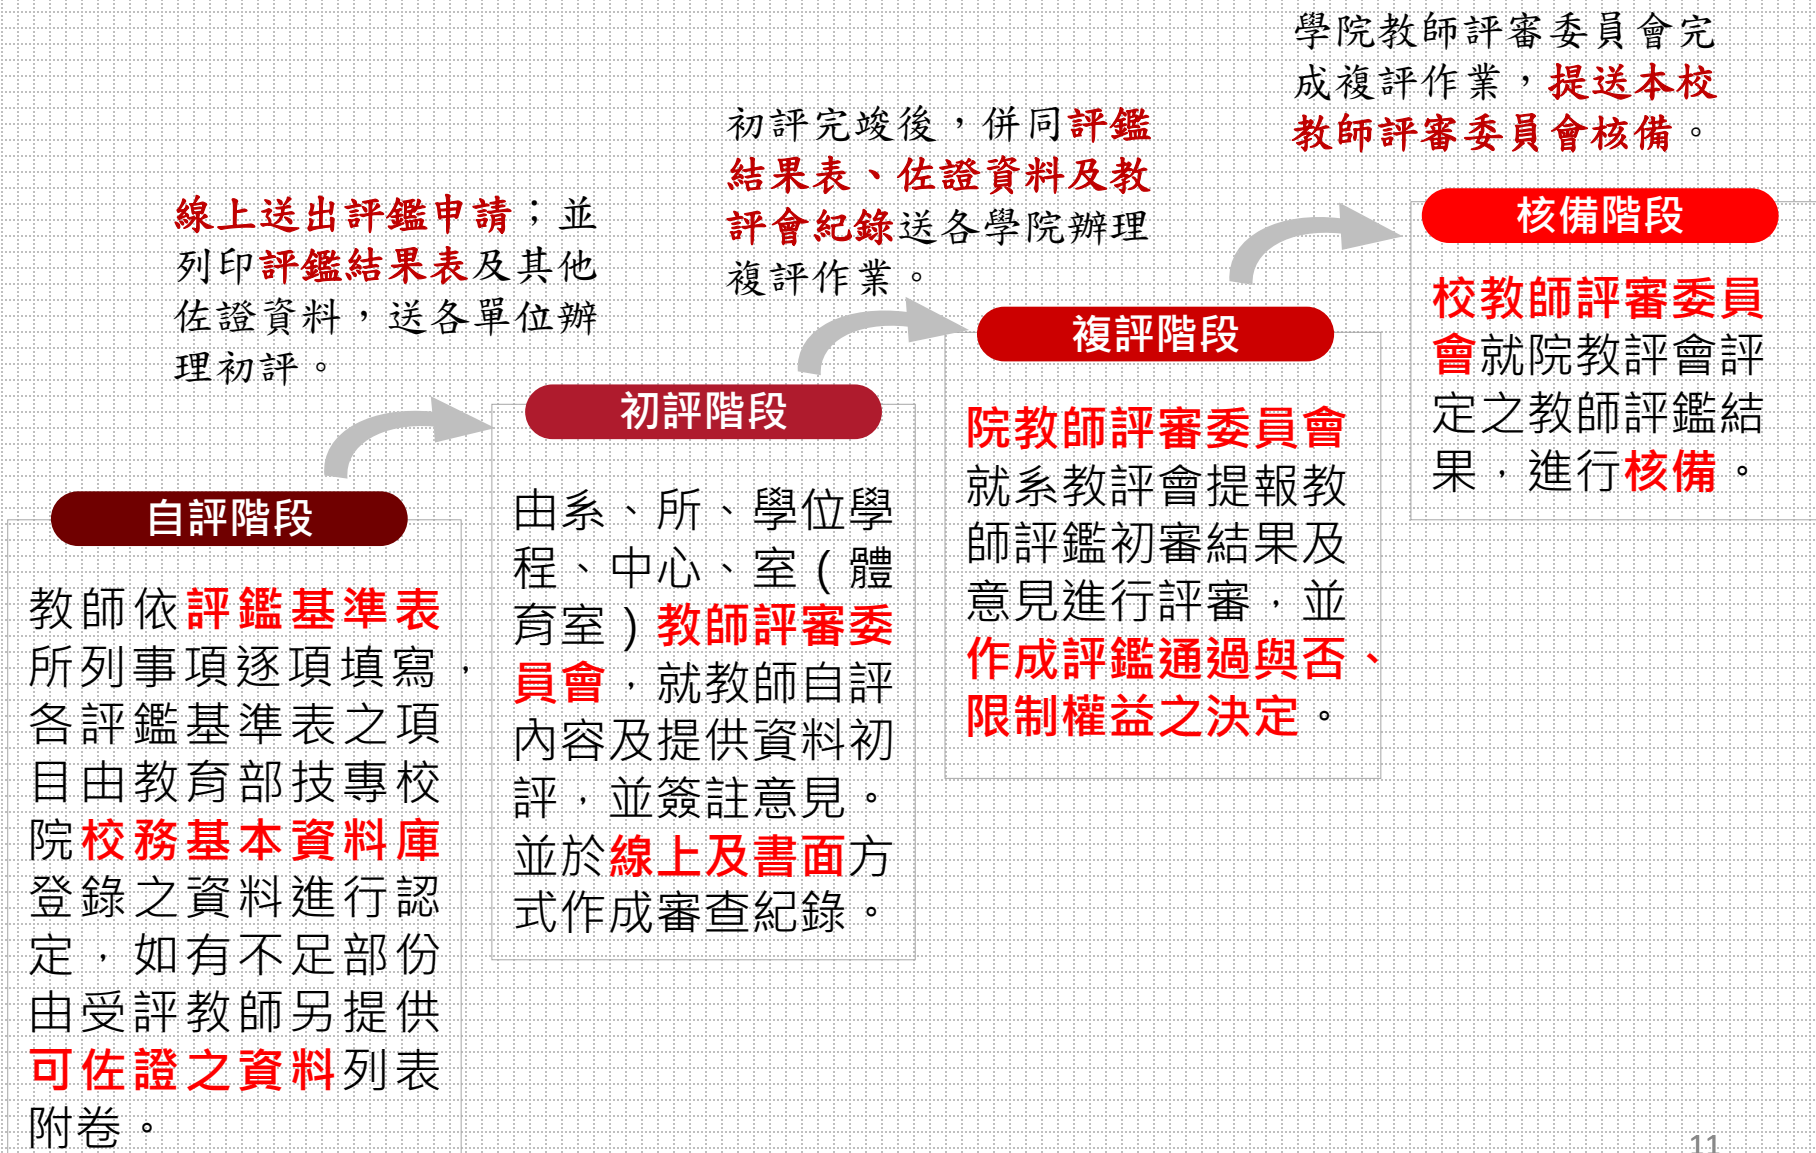 自評階段
教師依評鑑基準表
所列事項逐項填寫，
各評鑑基準表之項
目由教育部技專校
院校務基本資料庫
登錄之資料進行認
定，如有不足部份
由受評教師另提供
可佐證之資料列表
附卷。
線上送出評鑑申請；並
列印評鑑結果表及其他
佐證資料，送各單位辦
理初評。
初評階段
由系、所、學位學
程、中心、室（體
育室）教師評審委
員會，就教師自評
內容及提供資料初
評，並簽註意見。
並於線上及書面方
式作成審查紀錄。
初評完竣後，併同評鑑
結果表、佐證資料及教
評會紀錄送各學院辦理
複評作業。
複評階段
院教師評審委員會
就系教評會提報教
師評鑑初審結果及
意見進行評審，並
作成評鑑通過與否、
限制權益之決定。
學院教師評審委員會完
成複評作業，提送本校
教師評審委員會核備。
核備階段
校教師評審委員
會就院教評會評
定之教師評鑑結
果，進行核備。
11